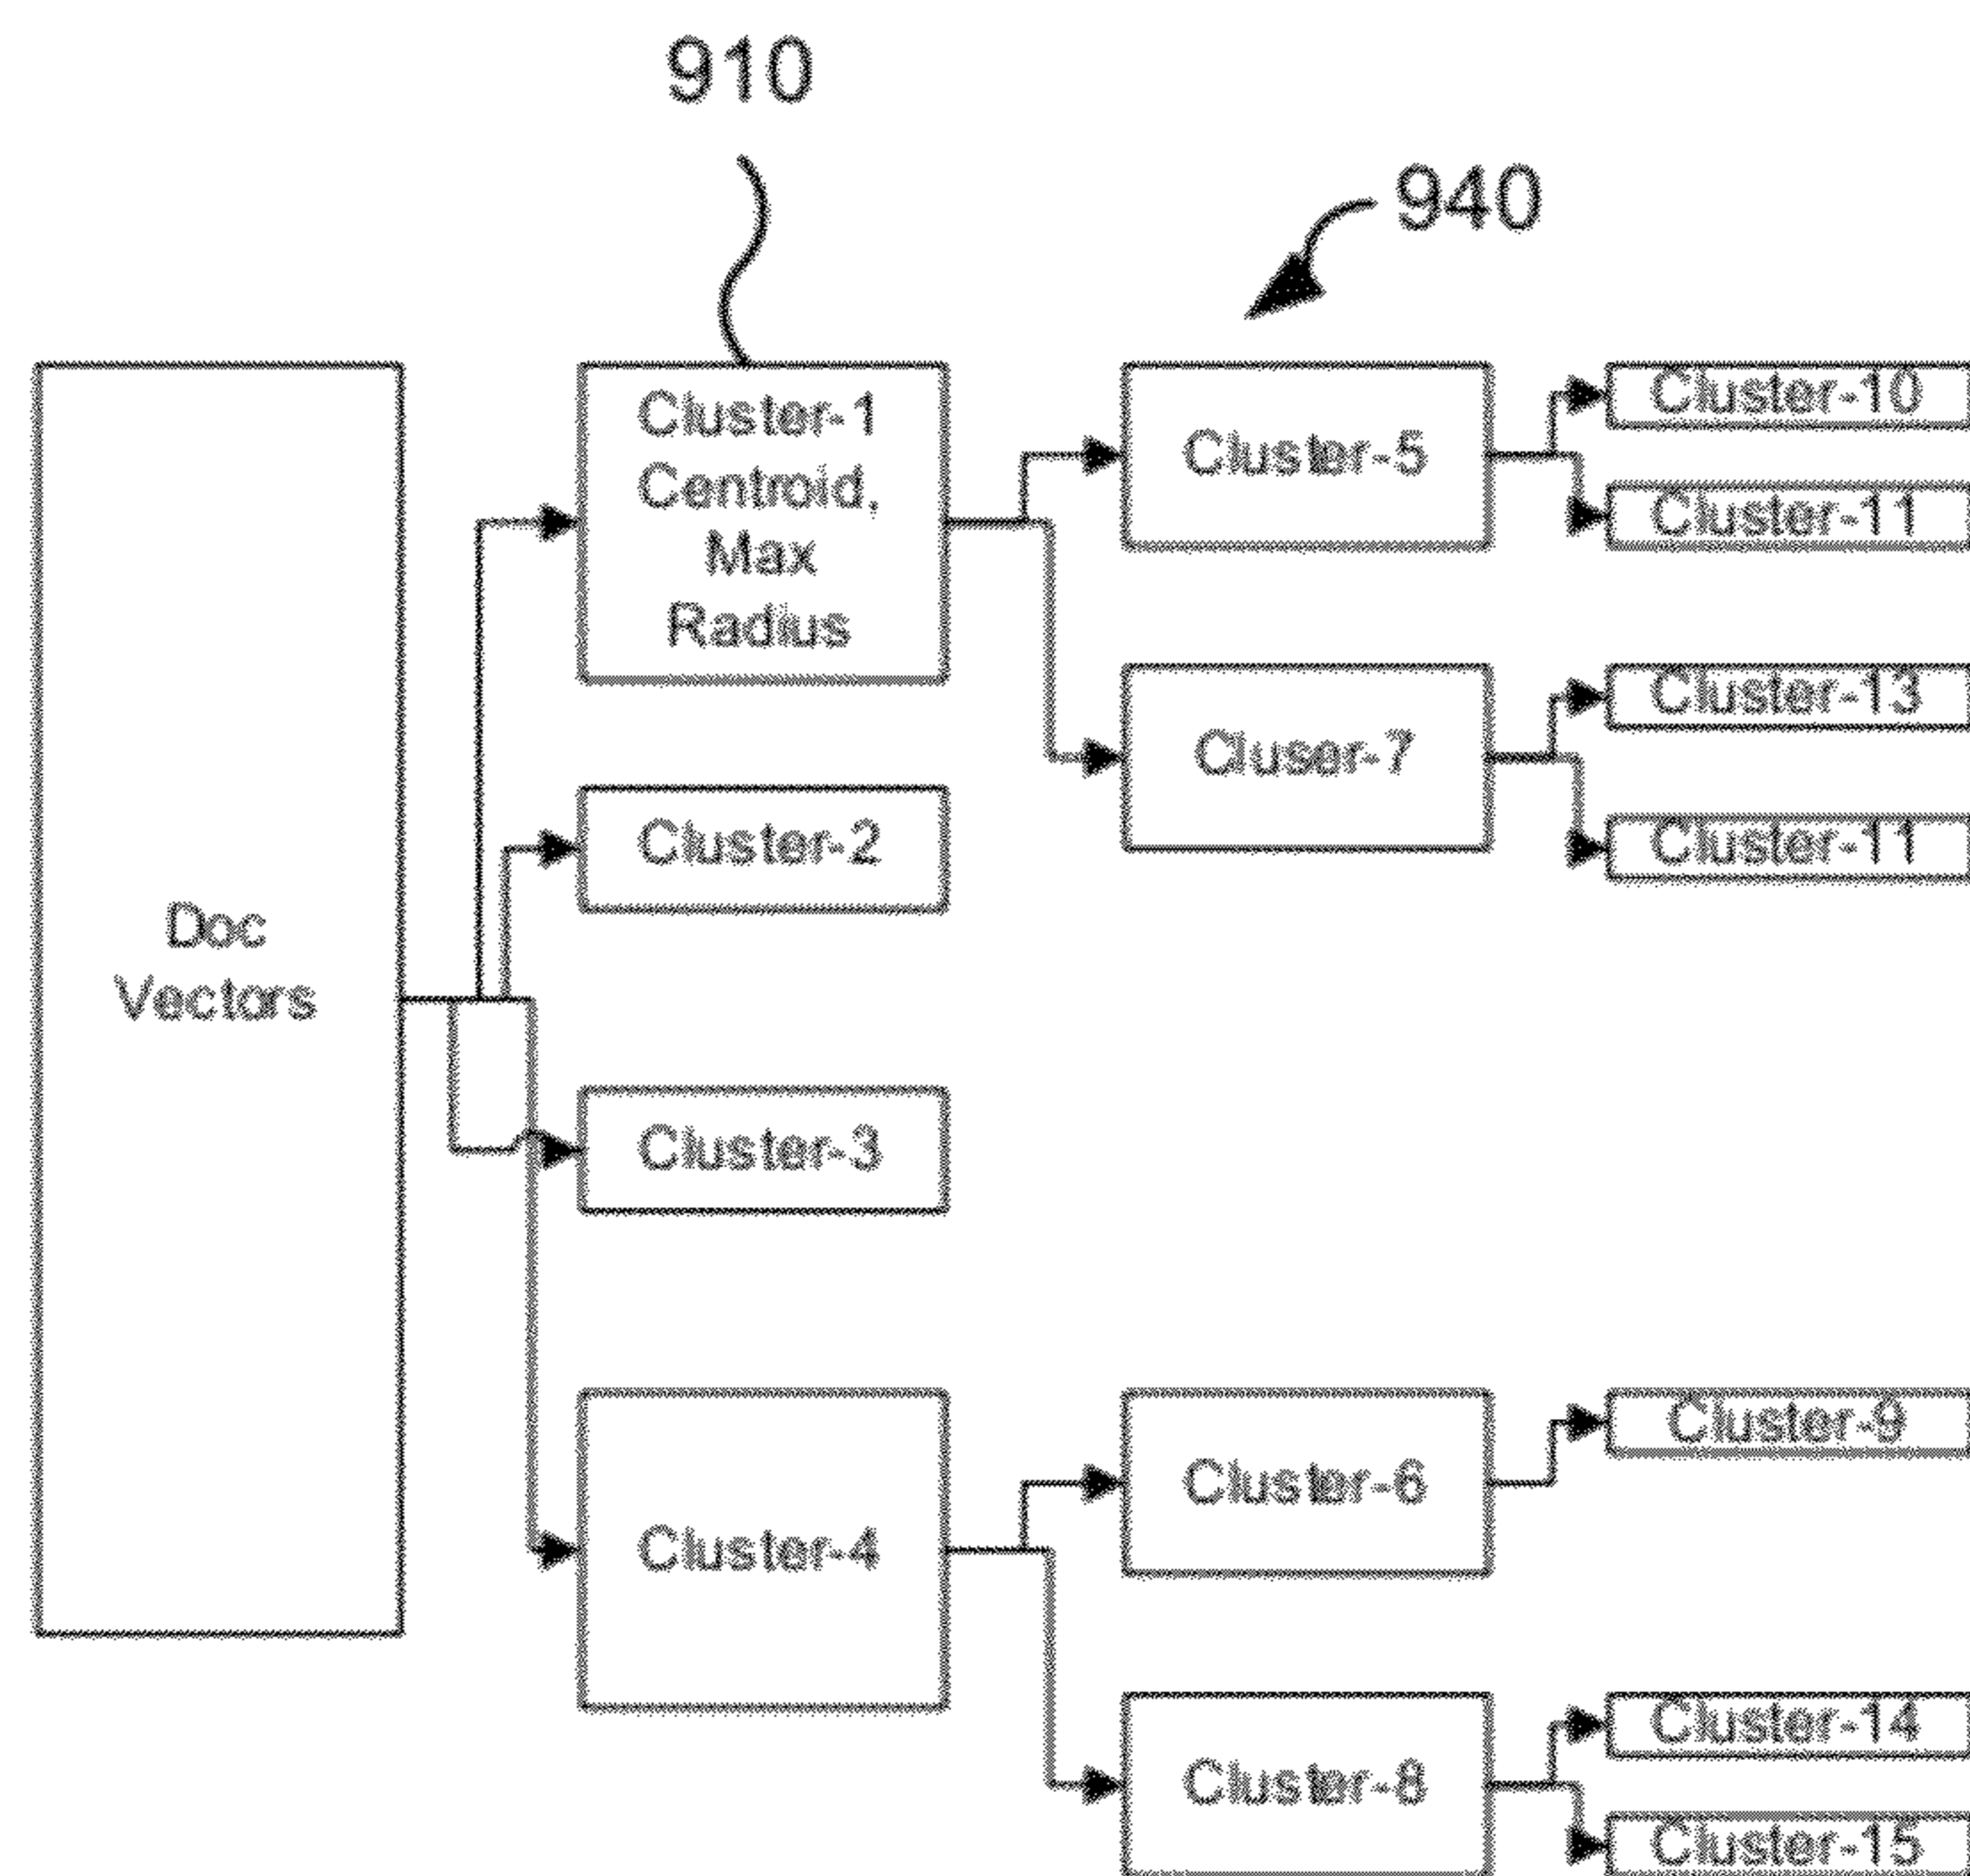 910
940
Doc
Vectors
Cluster-1
Centroid,
Max
Radius
Cluster-2
Cluster-3
Cluster-4
Cluster-5
Cluser-7
Cluster-6
Cluster-8
Cluster-10
Cluster-11
Cluster-13
Cluster-11
Cluster-9
Cluster-14
Cluster-15